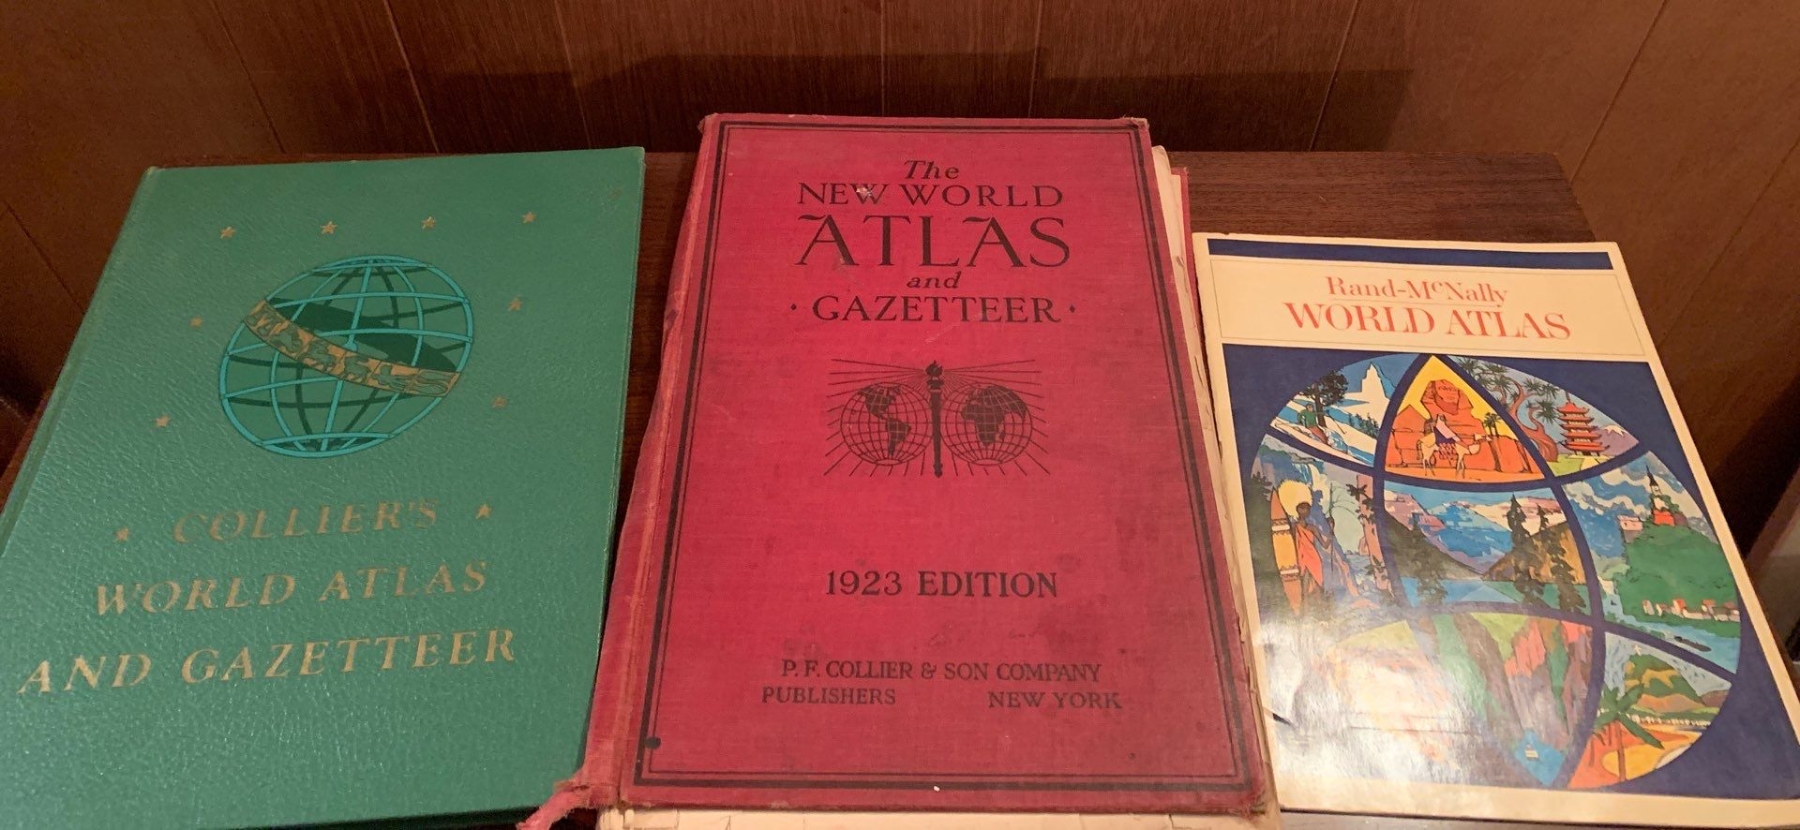 COLLIER'S
WORLD ATLAS
AND GAZETTEER
The
NEW WORLD
ATLAS
and
· GAZETTEER ·
1923 EDITION
P. F. COLLIER & SON COMPANY
PUBLISHERS NEW YORK
Rand-McNally
WORLD ATLAS